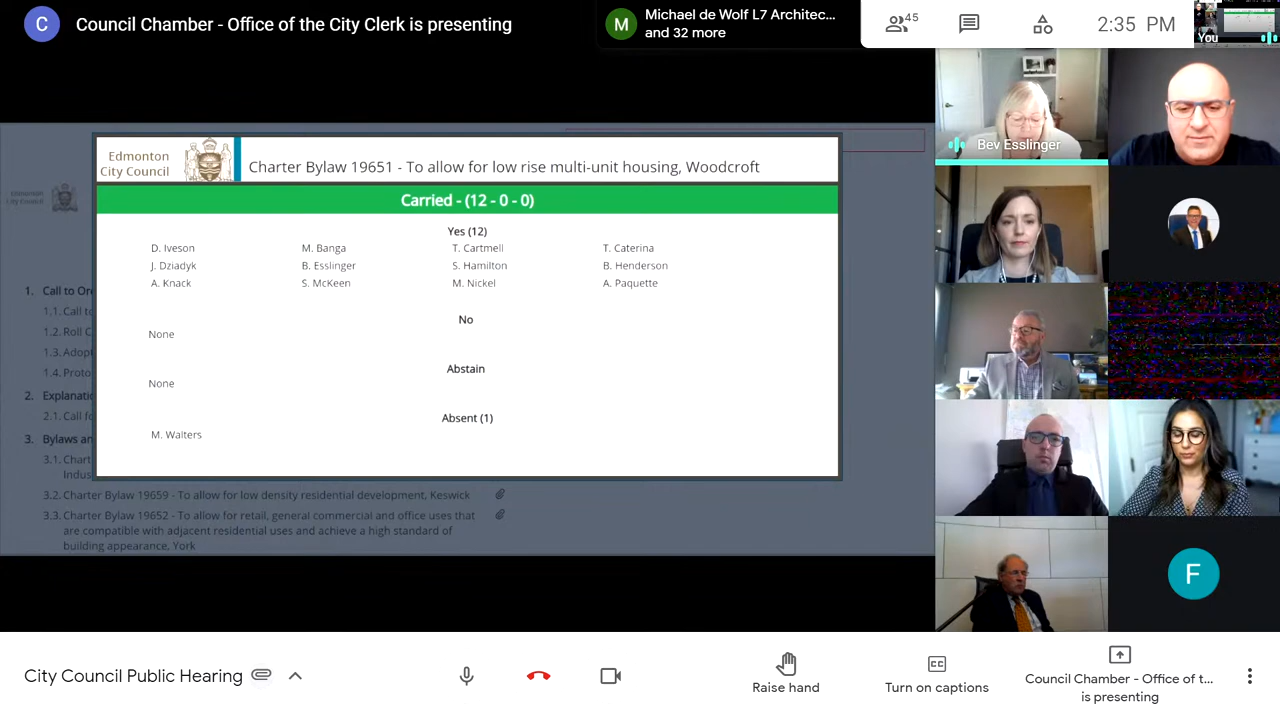 C
Council Chamber - Office of the City Clerk is presenting
M
Michael de Wolf L7 Architec...
and 32 more
45
2:35 PM
You
Edmonton
City Council
Charter Bylaw 19651 - To allow for low rise multi-unit housing, Woodcroft
Carried - (12 - 0 - 0)
Yes (12)
D. Iveson
M. Banga
T. Cartmell
T. Caterina
J. Dziadyk
B. Esslinger
S. Hamilton
B. Henderson
A. Knack
S. McKeen
M. Nickel
A. Paquette
No
None
Abstain
None
Absent (1)
M. Walters
Edmonton
City Council
1. Call to Or
1.1. Call to
1.2. Roll C
1.3. Adopt
1.4. Proto
2. Explanatio
2.1. Call fo
3. Bylaws an
3.1. Chart
Indus
3.2. Charter Bylaw 19659 - To allow for low density residential development, Keswick
3.3. Charter Bylaw 19652 - To allow for retail, general commercial and office uses that
are compatible with adjacent residential uses and achieve a high standard of
building appearance, York
Bev Esslinger
F
City Council Public Hearing
Raise hand
CC
Turn on captions
Council Chamber - Office of t...
is presenting